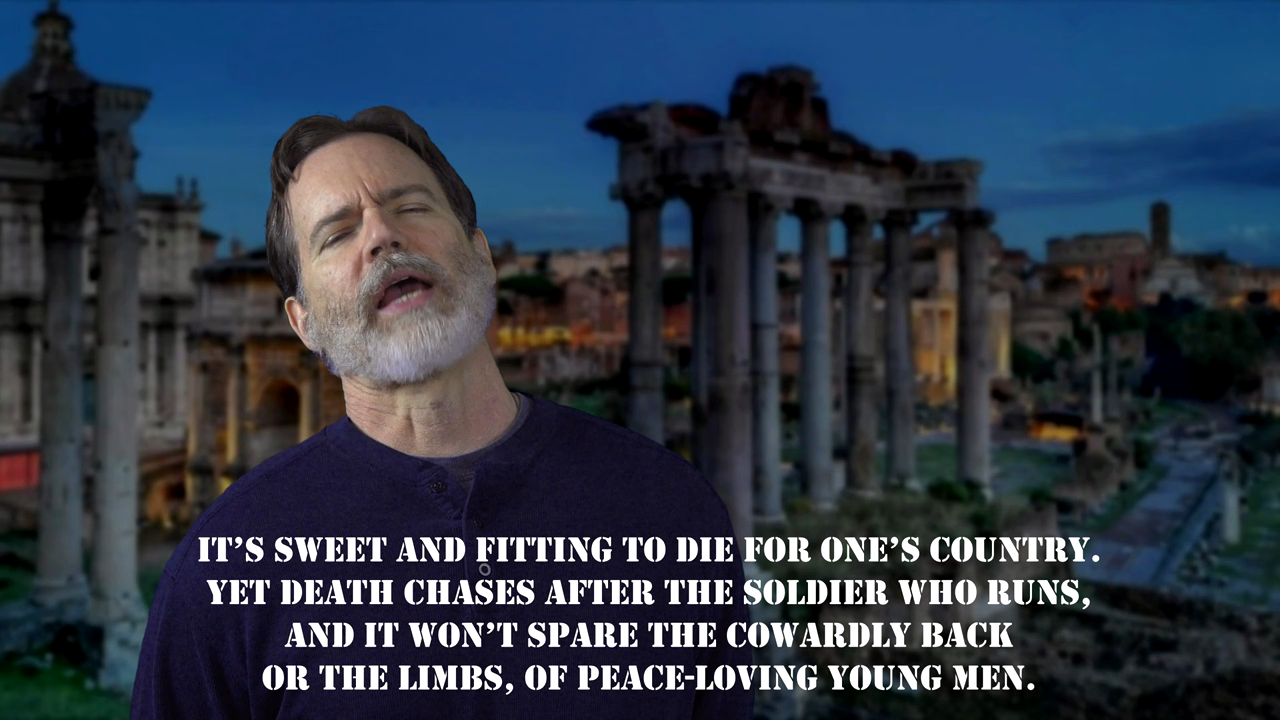 IT'S SWEET AND FITTING TO DIE FOR ONE'S COUNTRY.
YET DEATH CHASES AFTER THE SOLDIER WHO RUNS,
AND IT WON'T SPARE THE COWARDLY BACK
OR THE LIMBS, OF PEACE-LOVING YOUNG MEN.